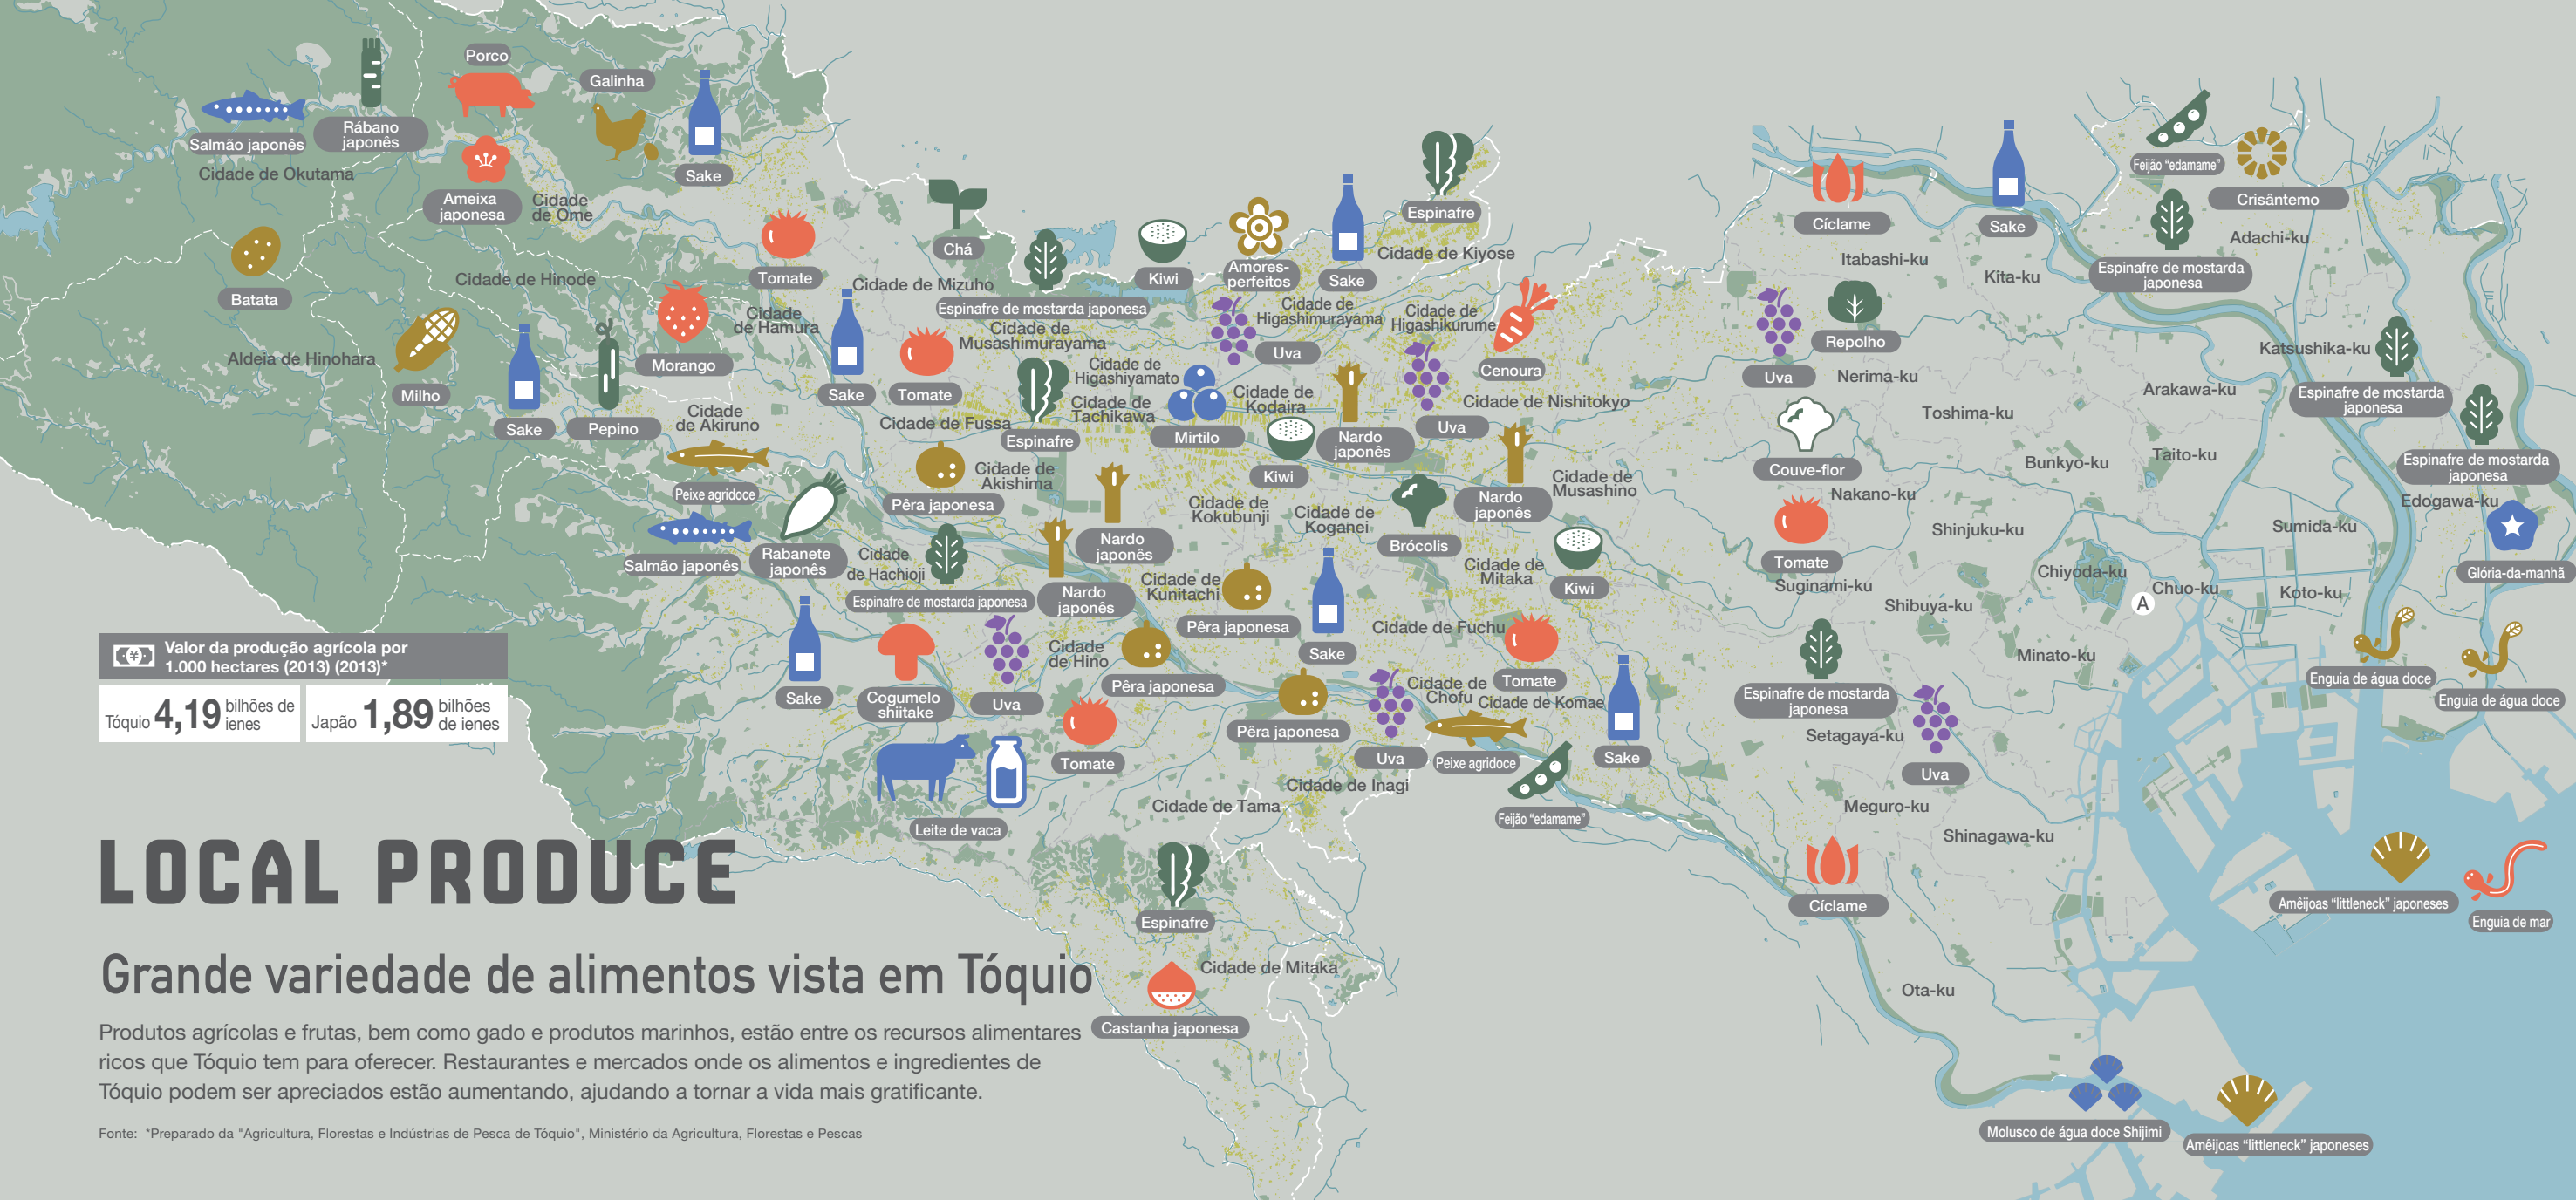 Porco
Galinha
Salmão japonês
Rábano
japonês
Cidade de Okutama
Sake
Ameixa
japonesa
Cidade
de Ome
Batata
Cidade de Hinode
Tomate
Chá
Kiwi
Amores-
perfeitos
Sake
Espinafre
Cidade de Kiyose
Cíclame
Sake
Feijão “edamame”
Crisântemo
Adachi-ku
Itabashi-ku
Kita-ku
Espinafre de mostarda
japonesa
Cidade de Mizuho
Cidade
de Hamura
Espinafre de mostarda japonesa
Cidade de
Musashimurayama
Cidade de
Higashimurayama
Cidade de
Higashikurume
Uva
Cenoura
Morango
Aldeia de Hinohara
Milho
Sake
Pepino
Cidade
de Akiruno
Sake
Tomate
Cidade de Fussa
Espinafre
Cidade de
Higashiyamato
Cidade de
Tachikawa
Mirtilo
Cidade de
Kodaira
Kiwi
Nardo
japonês
Uva
Cidade de Nishitokyo
Uva
Repolho
Nerima-ku
Toshima-ku
Katsushika-ku
Arakawa-ku
Espinafre de mostarda
japonesa
Espinafre de mostarda
japonesa
Edogawa-ku
Couve-flor
Nakano-ku
Bunkyo-ku
Taito-ku
Sumida-ku
Shinjuku-ku
Peixe agridoce
Pêra japonesa
Cidade de
Akishima
Nardo
japonês
Cidade de
Kokubunji
Cidade de
Koganei
Brócolis
Nardo
japonês
Cidade de
Musashino
Salmão japonês
Rabanete
japonês
Cidade
de Hachioji
Espinafre de mostarda japonesa
Nardo
japonês
Cidade de
Kunitachi
Pêra japonesa
Sake
Cidade de
Mitaka
Kiwi
Tomate
Suginami-ku
Shibuya-ku
Chiyoda-ku
Chuo-ku
A
Koto-ku
Glória-da-manhã
Minato-ku
Enguia de água doce
Enguia de água doce
Valor da produção agrícola por
1.000 hectares (2013) (2013)*
Tóquio 4,19 bilhões de
ienes
Japão 1,89 bilhões
de ienes
Sake
Cogumelo
shiitake
Uva
Cidade
de Hino
Pêra japonesa
Tomate
Pêra japonesa
Cidade de Fuchu
Uva
Cidade de
Chofu
Tomate
Cidade de Komae
Peixe agridoce
Sake
Espinafre de mostarda
japonesa
Setagaya-ku
Uva
Leite de vaca
Cidade de Tama
Cidade de Inagi
Feijão “edamame”
Meguro-ku
Shinagawa-ku
Cíclame
Amêijoas “littleneck” japoneses
Enguia de mar
Espinafre
Cidade de Mitaka
Castanha japonesa
Ota-ku
Molusco de água doce Shijimi
Amêijoas “littleneck” japoneses
LOCAL PRODUCE
Grande variedade de alimentos vista em Tóquio
Produtos agrícolas e frutas, bem como gado e produtos marinhos, estão entre os recursos alimentares
ricos que Tóquio tem para oferecer. Restaurantes e mercados onde os alimentos e ingredientes de
Tóquio podem ser apreciados estão aumentando, ajudando a tornar a vida mais gratificante.
Fonte: *Preparado da "Agricultura, Florestas e Indústrias de Pesca de Tóquio", Ministério da Agricultura, Florestas e Pescas